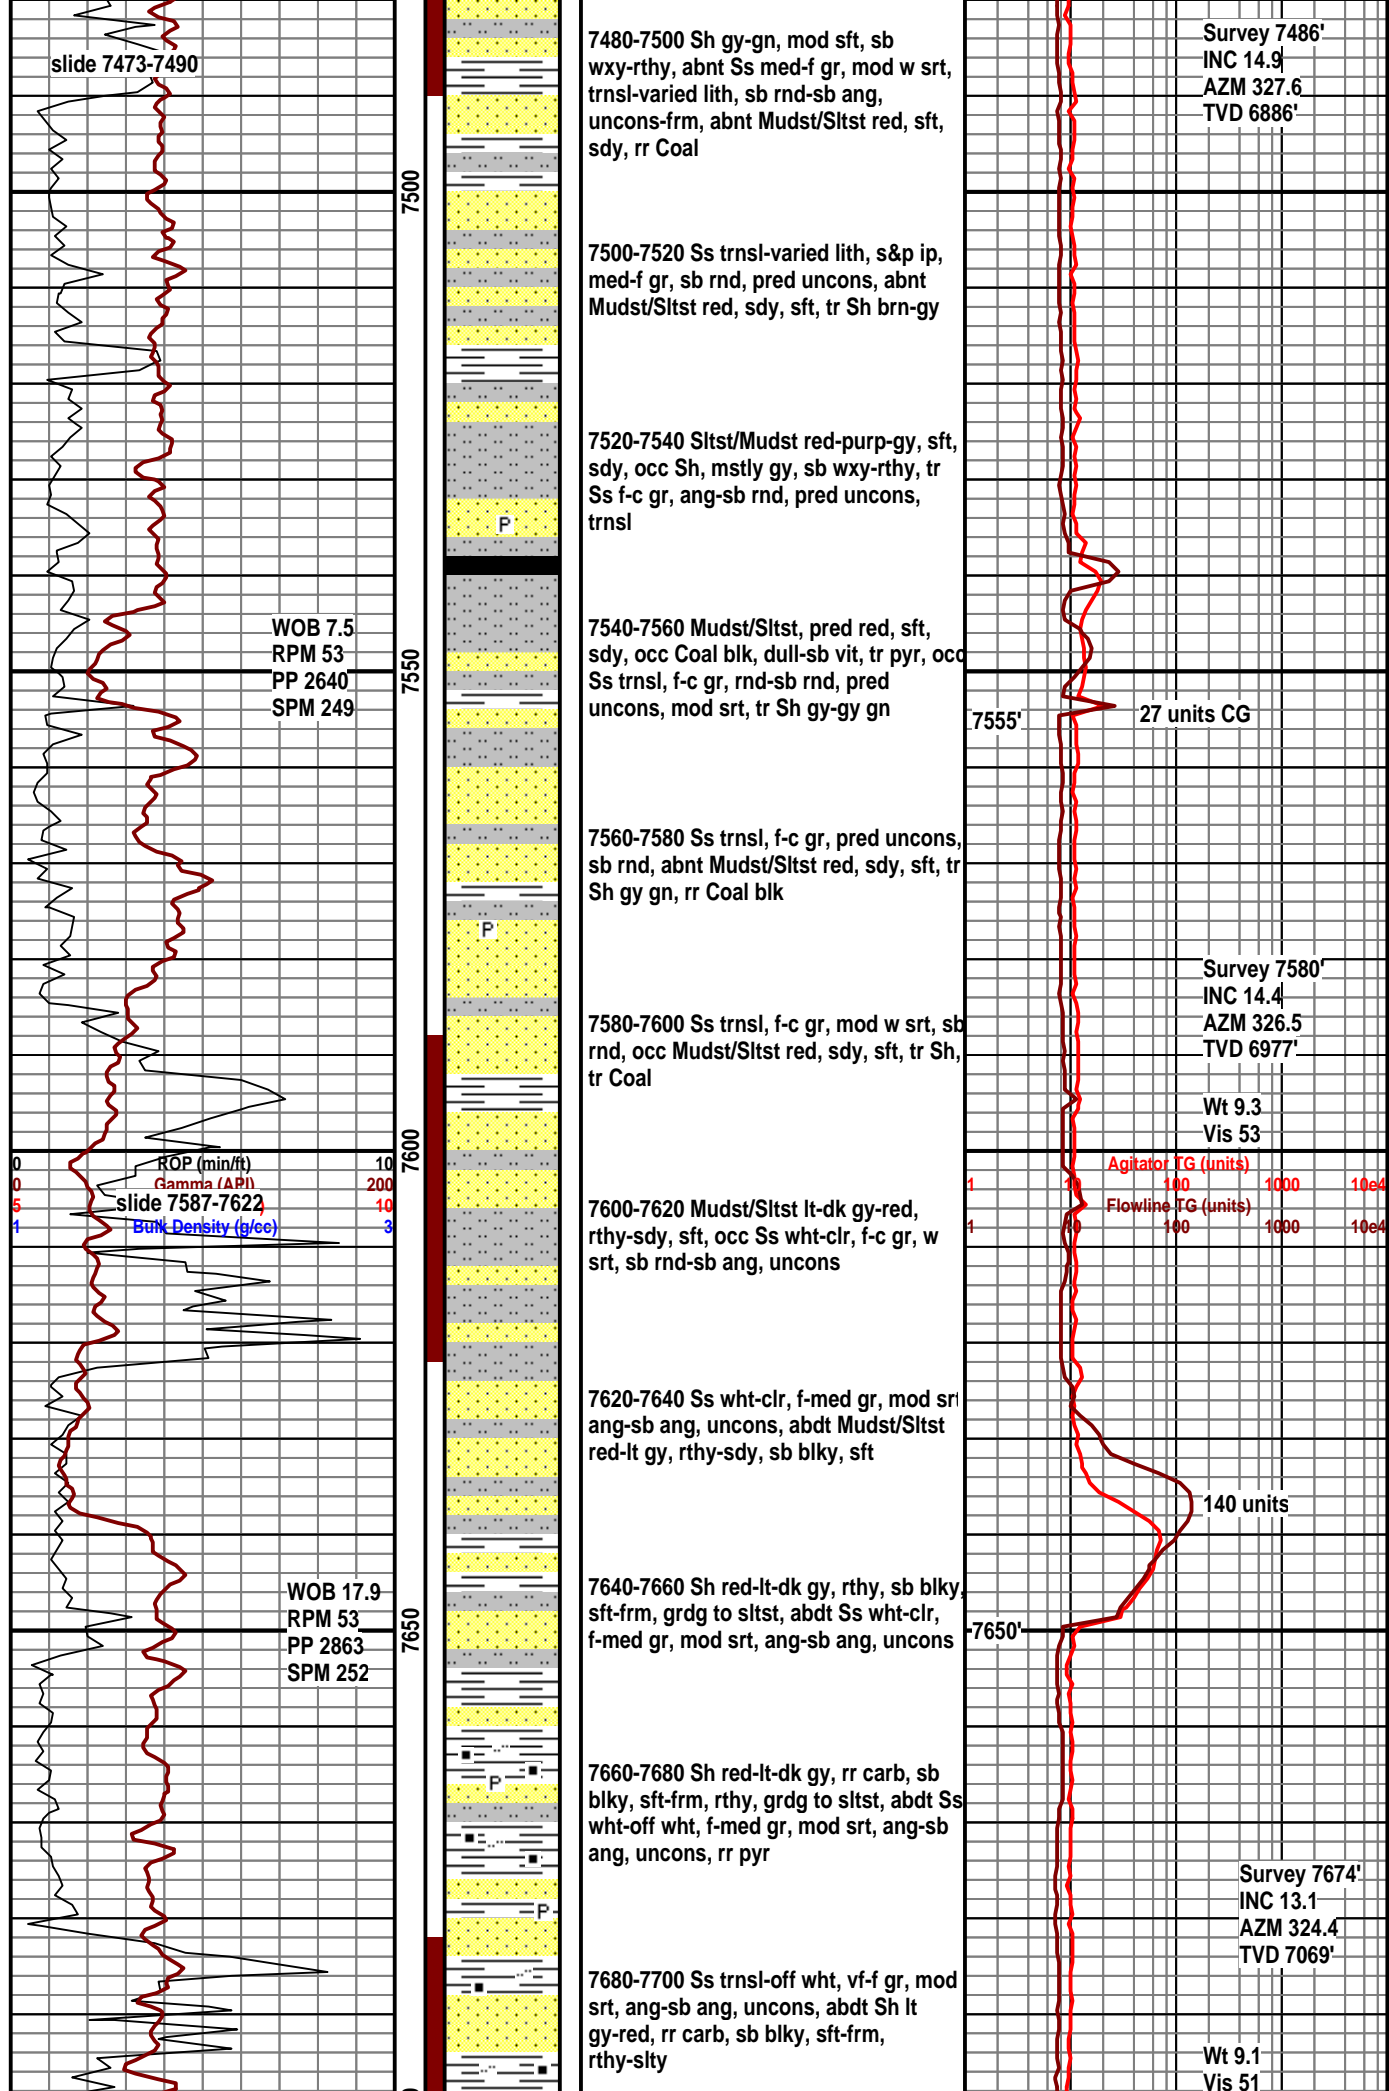 slide 7473-7490
7480-7500 Sh gy-gn, mod sft, sb
wxy-rthy, abnt Ss med-f gr, mod w srt,
trnsl-varied lith, sb rnd-sb ang,
uncons-frm, abnt Mudst/Sltst red, sft,
sdy, rr Coal
Survey 7486'
INC 14.9
AZM 327.6
TVD 6886'
7500
7500-7520 Ss trnsl-varied lith, s&p ip,
med-f gr, sb rnd, pred uncons, abnt
Mudst/Sltst red, sdy, sft, tr Sh brn-gy
7520-7540 Sltst/Mudst red-purp-gy, sft,
sdy, occ Sh, mstly gy, sb wxy-rthy, tr
Ss f-c gr, ang-sb rnd, pred uncons,
trnsl
P
WOB 7.5
RPM 53
PP 2640
SPM 249
7550
7540-7560 Mudst/Sltst, pred red, sft,
sdy, occ Coal blk, dull-sb vit, tr pyr, occ
Ss trnsl, f-c gr, rnd-sb rnd, pred
uncons, mod srt, tr Sh gy-gy gn
7555'
27 units CG
7560-7580 Ss trnsl, f-c gr, pred uncons,
sb rnd, abnt Mudst/Sltst red, sdy, sft, tr
Sh gy gn, rr Coal blk
P
Survey 7580'
INC 14.4
AZM 326.5
TVD 6977'
7580-7600 Ss trnsl, f-c gr, mod w srt, sb
rnd, occ Mudst/Sltst red, sdy, sft, tr Sh,
tr Coal
Wt 9.3
Vis 53
7600
0 ROP (min/ft) 10
0 Gamma (API) 200
5 slide 7587-7622 ) 10
1 Bulk Density (g/cc) 3
Agitator TG (units)
1 10 100 1000 10e4
Flowline TG (units)
1 10 100 1000 10e4
7600-7620 Mudst/Sltst lt-dk gy-red,
rthy-sdy, sft, occ Ss wht-clr, f-c gr, w
srt, sb rnd-sb ang, uncons
7620-7640 Ss wht-clr, f-med gr, mod srt
ang-sb ang, uncons, abdt Mudst/Sltst
red-lt gy, rthy-sdy, sb blky, sft
140 units
WOB 17.9
RPM 53
PP 2863
SPM 252
7650
7640-7660 Sh red-lt-dk gy, rthy, sb blky,
sft-frm, grdg to sltst, abdt Ss wht-clr,
f-med gr, mod srt, ang-sb ang, uncons
7650'
P
7660-7680 Sh red-lt-dk gy, rr carb, sb
blky, sft-frm, rthy, grdg to sltst, abdt Ss
wht-off wht, f-med gr, mod srt, ang-sb
ang, uncons, rr pyr
P
Survey 7674'
INC 13.1
AZM 324.4
TVD 7069'
7680-7700 Ss trnsl-off wht, vf-f gr, mod
srt, ang-sb ang, uncons, abdt Sh lt
gy-red, rr carb, sb blky, sft-frm,
rthy-slty
Wt 9.1
Vis 51